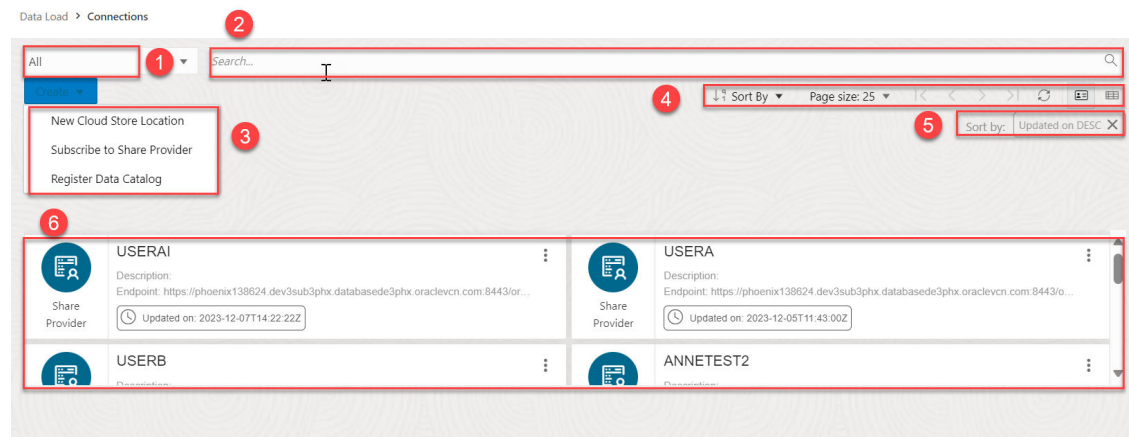 Data Load > Connections
2
All
1
Search...
Create
4
Sort By
Page size: 25
New Cloud Store Location
Subscribe to Share Provider
Register Data Catalog
3
5
Sort by:
Updated on DESC
6
USERAI
Description:
Endpoint: https://phoenix138624.dev3sub3phx.databasede3phx.oraclevcn.com:8443/or...
Share
Provider
Updated on: 2023-12-07T14:22:22Z
USERA
Description:
Endpoint: https://phoenix138624.dev3sub3phx.databasede3phx.oraclevcn.com:8443/o...
Share
Provider
Updated on: 2023-12-05T11:43:00Z
USERB
Description:
ANNETEST2
Description: